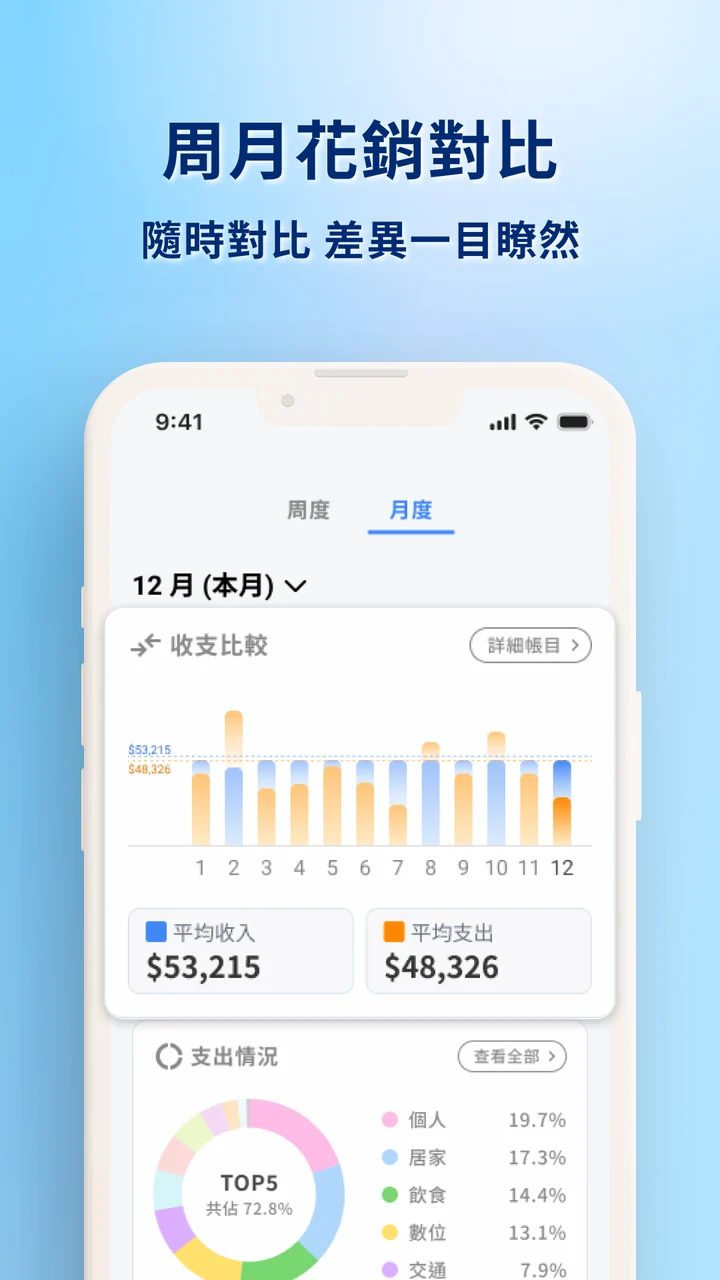 周月花銷對比
隨時對比 差異一目瞭然
9:41
周度 月度
12 月 (本月)
收支比較 詳細帳目
$53,215
$48,326
1 2 3 4 5 6 7 8 9 10 11 12
平均收入 平均支出
$53,215 $48,326
支出情況 查看全部
個人 19.7%
居家 17.3%
TOP5
飲食 14.4%
共佔 72.8%
數位 13.1%
交通 7.9%